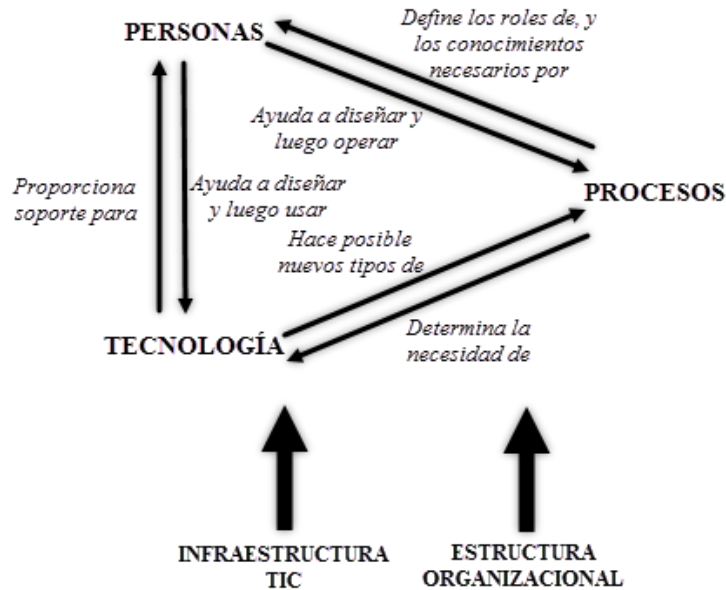 PERSONAS
Define los roles de, y
los conocimientos
necesarios por
Ayuda a diseñar y
luego operar
Proporciona
soporte para
Ayuda a diseñar
y luego usar
PROCESOS
Hace posible
nuevos tipos de
TECNOLOGÍA
Determina la
necesidad de
INFRAESTRUCTURA
TIC
ESTRUCTURA
ORGANIZACIONAL